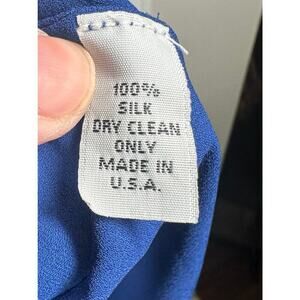 100%
SILK
DRY CLEAN
ONLY
MADE IN
U.S.A.